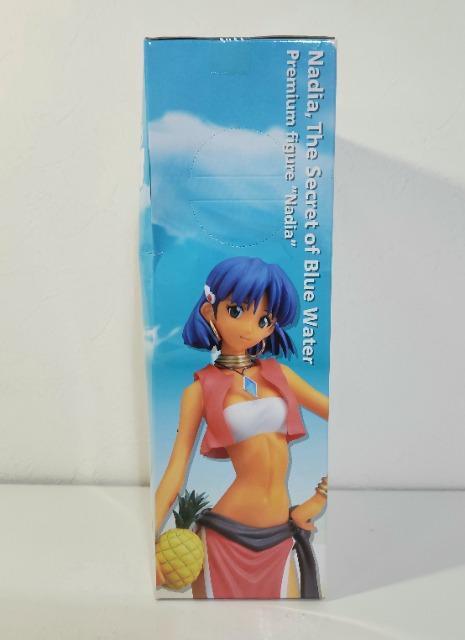 Nadia, The Secret of Blue Water
Premium figure "Nadia"